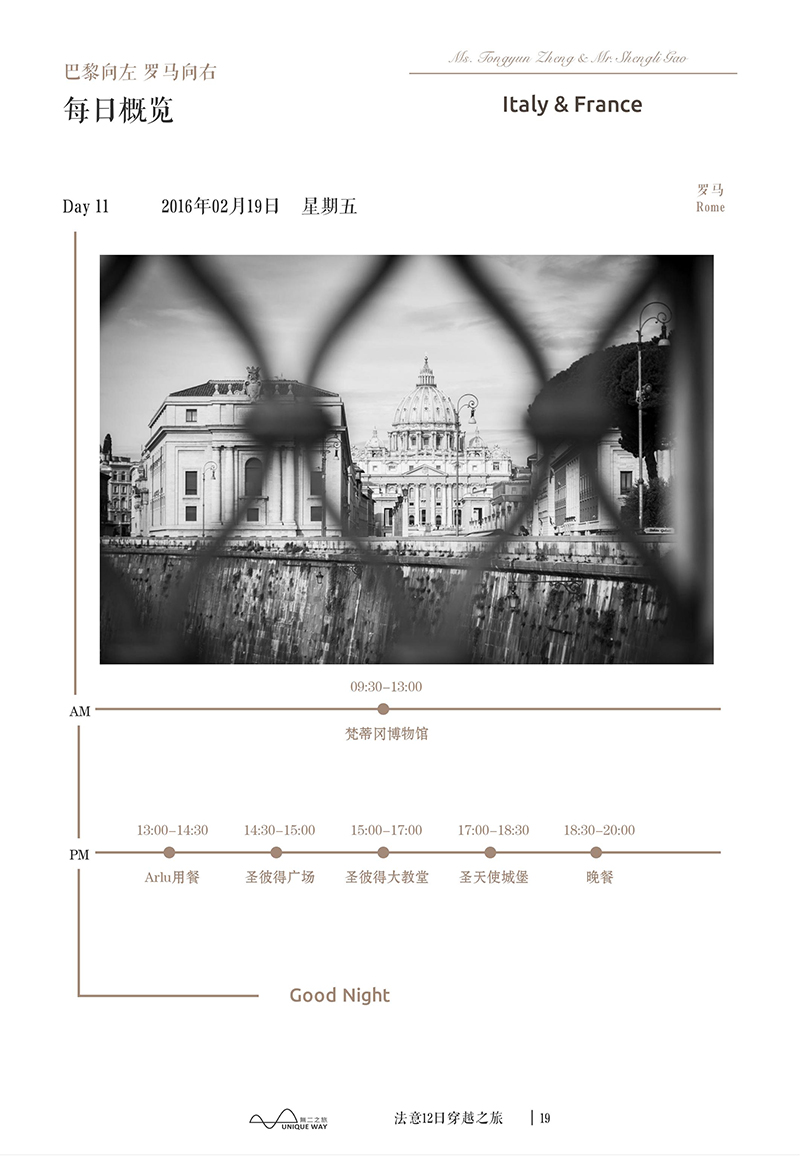 巴黎向左 罗马向右
每日概览
Ms. Tongyun Zheng & Mr. Shengli Gao
Italy & France
Day 11 2016年02月19日 星期五
罗马
Rome
AM
09:30–13:00
梵蒂冈博物馆
PM
13:00–14:30 14:30–15:00 15:00–17:00 17:00–18:30 18:30–20:00
Arlu用餐 圣彼得广场 圣彼得大教堂 圣天使城堡 晚餐
Good Night
無二之旅
UNIQUE WAY
法意12日穿越之旅 | 19